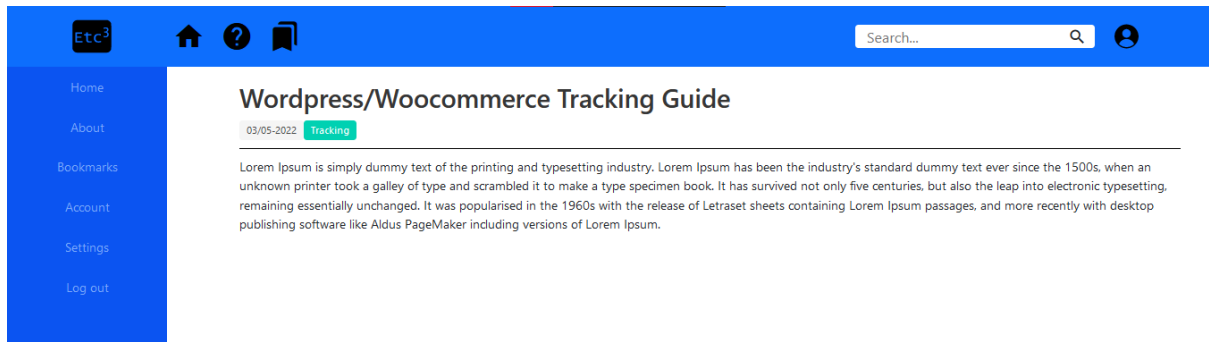 Etc³
Search...
Home
About
Bookmarks
Account
Settings
Log out
Wordpress/Woocommerce Tracking Guide
03/05-2022 Tracking
Lorem Ipsum is simply dummy text of the printing and typesetting industry. Lorem Ipsum has been the industry's standard dummy text ever since the 1500s, when an
unknown printer took a galley of type and scrambled it to make a type specimen book. It has survived not only five centuries, but also the leap into electronic typesetting,
remaining essentially unchanged. It was popularised in the 1960s with the release of Letraset sheets containing Lorem Ipsum passages, and more recently with desktop
publishing software like Aldus PageMaker including versions of Lorem Ipsum.